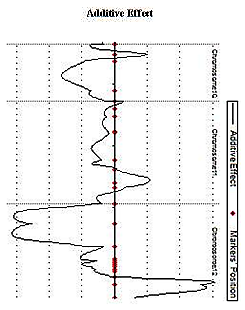 Additive Effect
Chromosome10
Chromosome11
Chromosome12
Additive Effect
Markers' Position